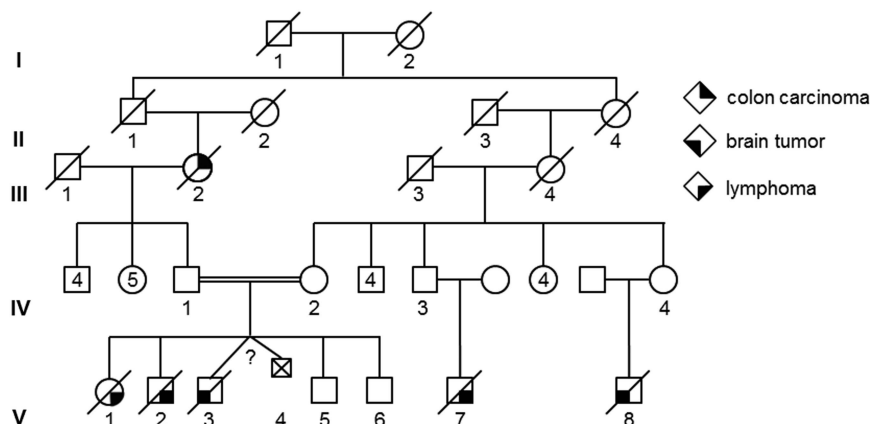 I
1 2
colon carcinoma
II
1 2 3 4
brain tumor
III
1 2 3 4
lymphoma
4 5 4 4
IV
1 2 3 4
?
V
1 2 3 4 5 6 7 8